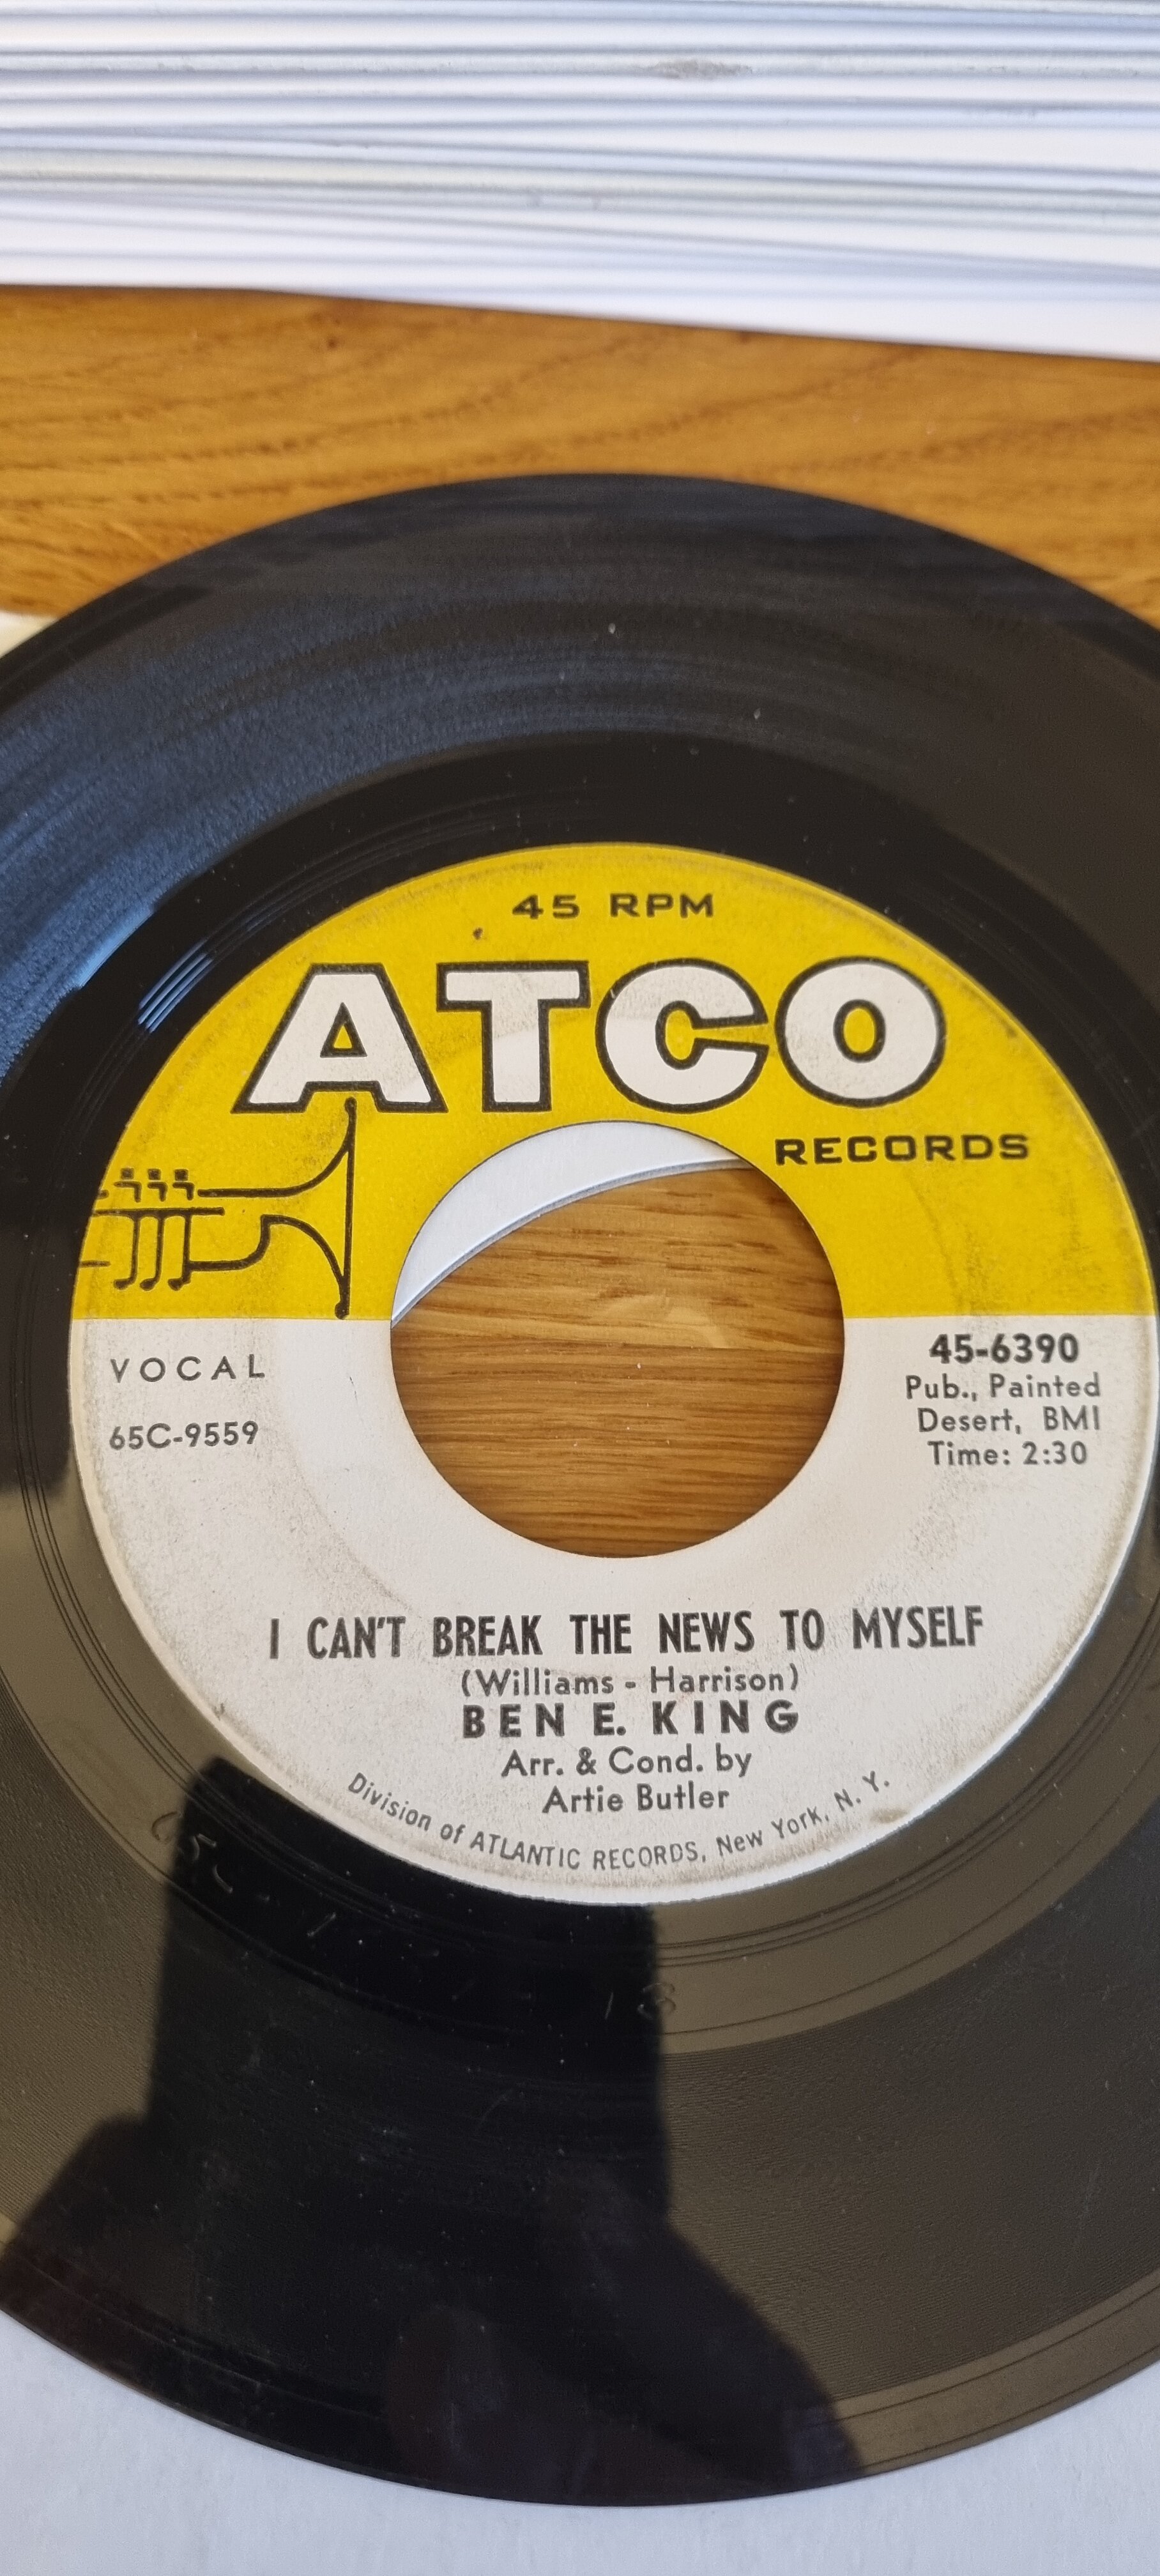 45 RPM
ATCO
RECORDS
VOCAL
65C-9559
45-6390
Pub., Painted
Desert, BMI
Time: 2:30
I CAN'T BREAK THE NEWS TO MYSELF
(Williams - Harrison)
BEN E. KING
Arr. & Cond. by
Artie Butler
Division of ATLANTIC RECORDS, New York, N. Y.